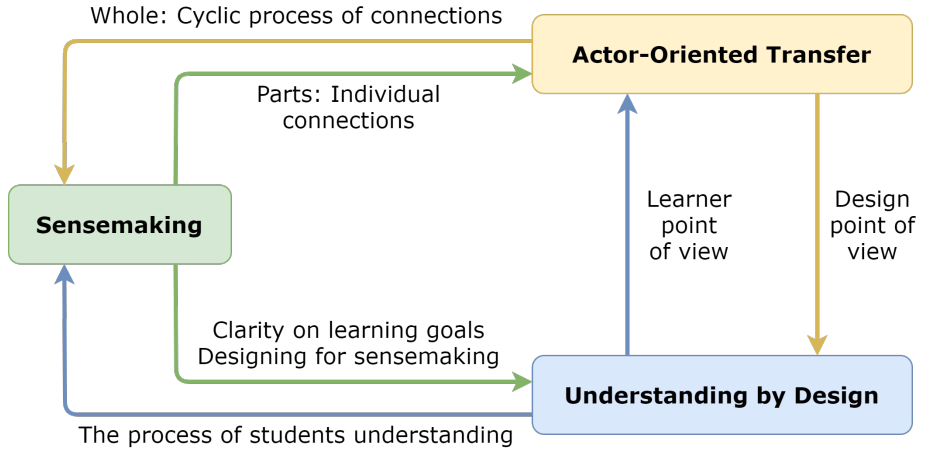 Whole: Cyclic process of connections
Actor-Oriented Transfer
Parts: Individual
connections
Sensemaking
Learner
point
of view
Design
point of
view
Clarity on learning goals
Designing for sensemaking
Understanding by Design
The process of students understanding